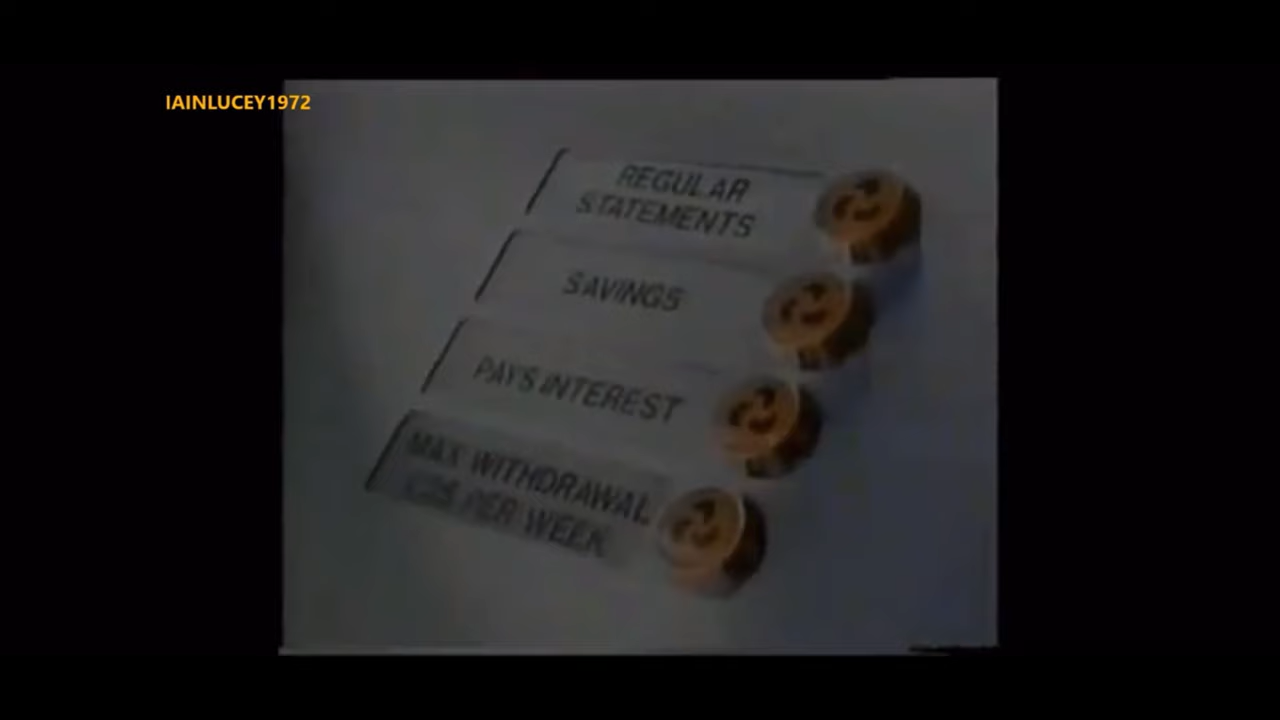 IAINLUCEY1972
REGULAR
STATEMENTS
SAVINGS
PAYS INTEREST
MAX WITHDRAWAL
PER WEEK